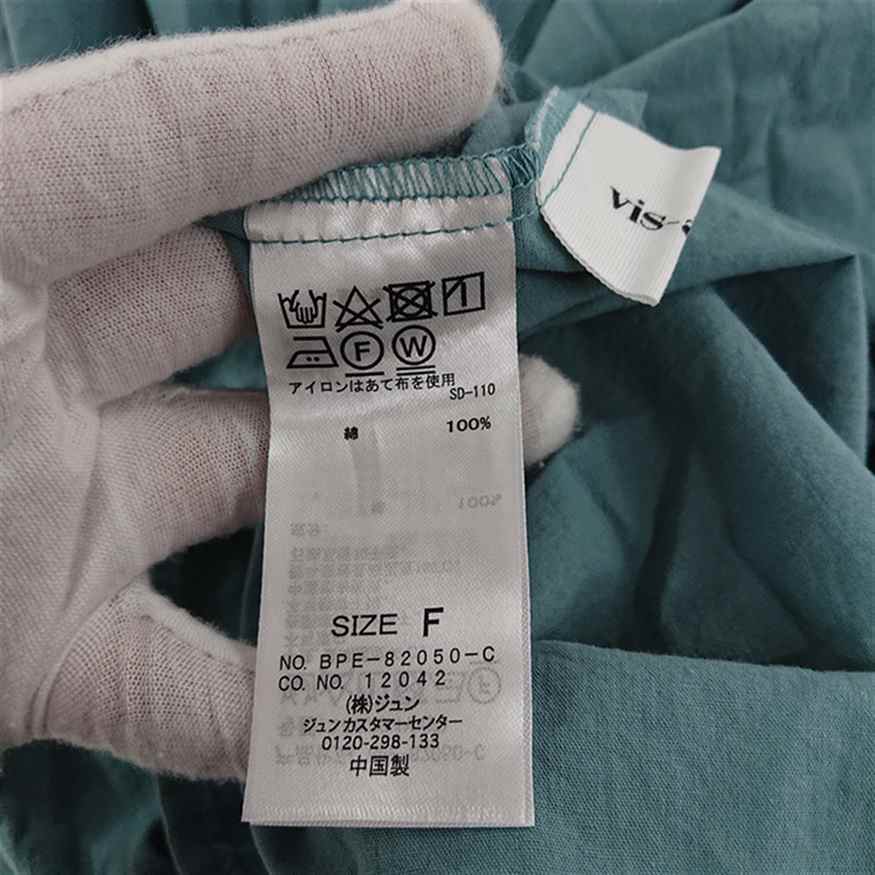 vis-
アイロンはあて布を使用
SD-110
綿 100%
SIZE F
NO. BPE-82050-C
CO. NO. 12042
(株)ジュン
ジュンカスタマーセンター
0120-298-133
中国製